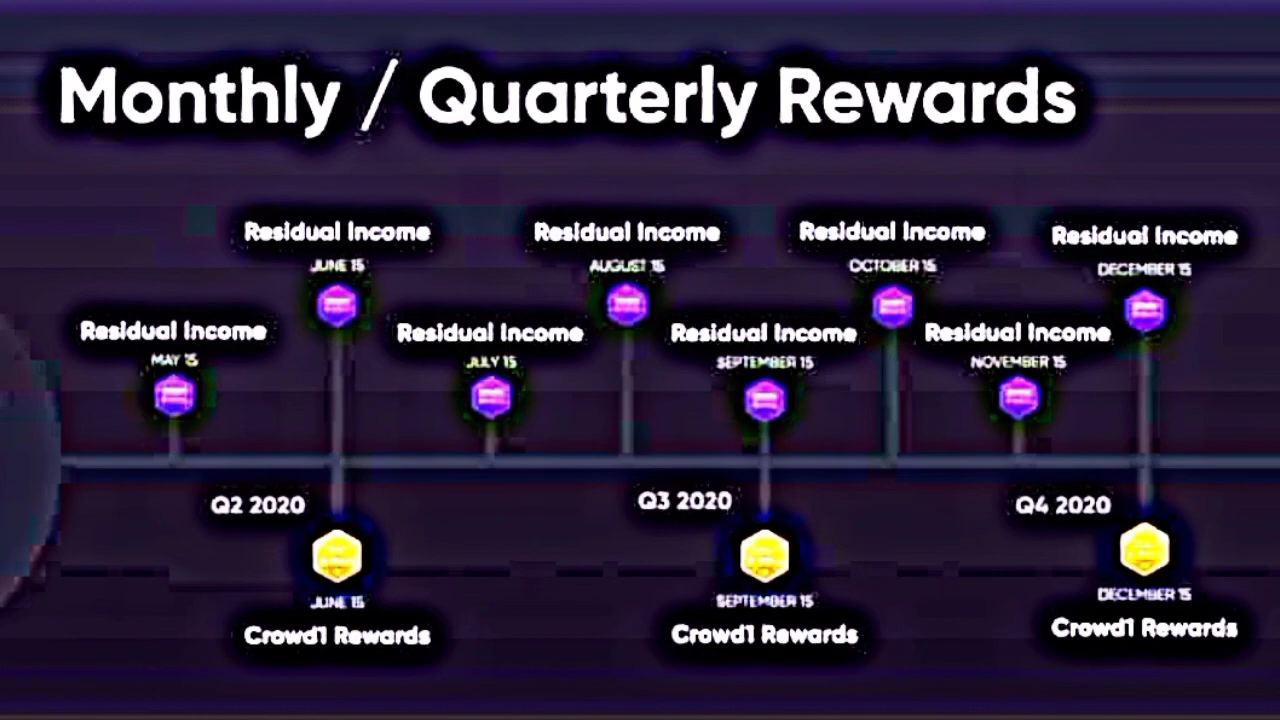 Monthly / Quarterly Rewards
Residual Income
JUNE 15
Residual Income
AUGUST 15
Residual Income
OCTOBER 15
Residual Income
DECEMBER 15
Residual Income
MAY 15
Residual Income
JULY 15
Residual Income
SEPTEMBER 15
Residual Income
NOVEMBER 15
Q2 2020
Q3 2020
Q4 2020
JUNE 15
Crowd1 Rewards
SEPTEMBER 15
Crowd1 Rewards
DECEMBER 15
Crowd1 Rewards